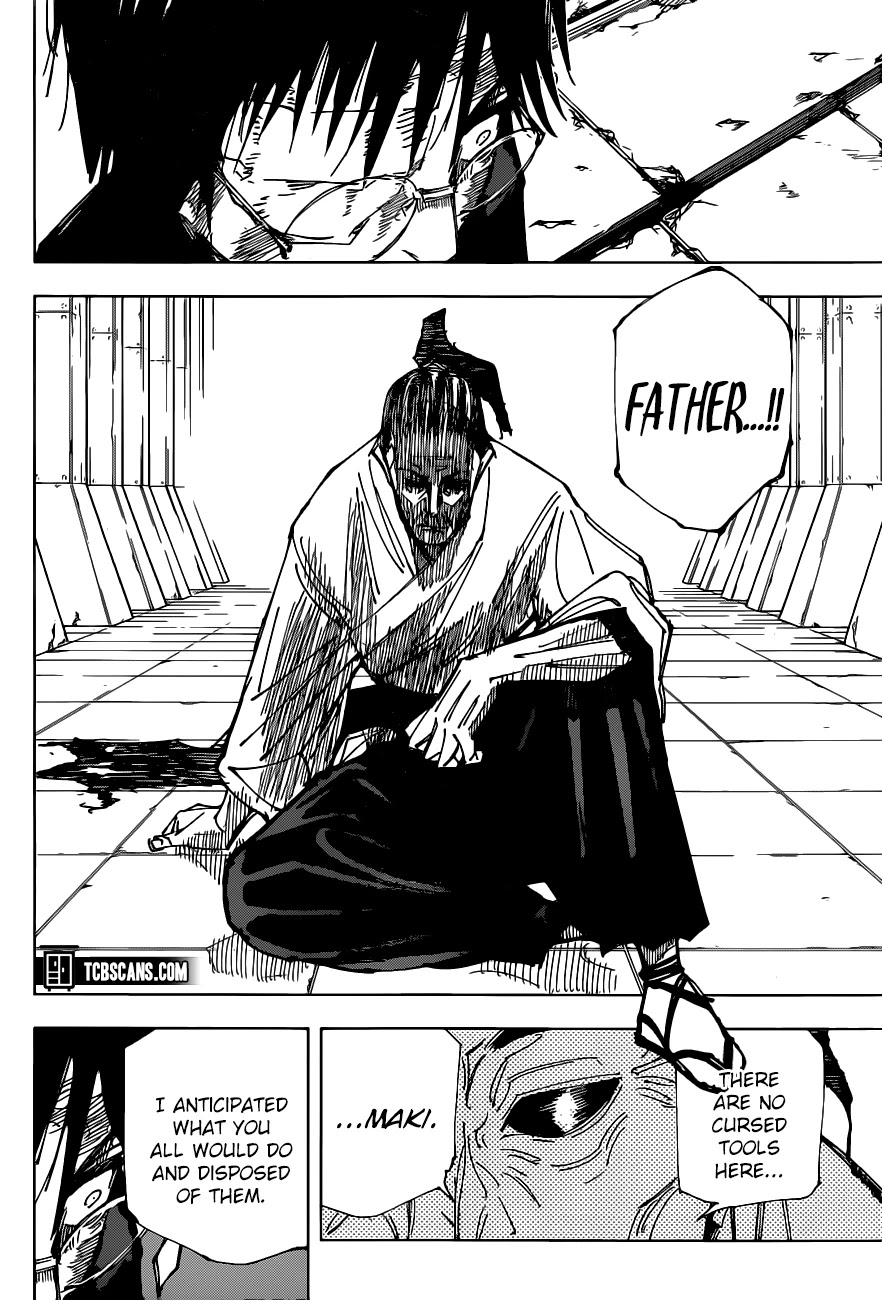 FATHER...!!
THERE
ARE NO
CURSED
TOOLS
HERE...
...MAKI.
I ANTICIPATED
WHAT YOU
ALL WOULD DO
AND DISPOSED
OF THEM.
TCBSCANS.COM